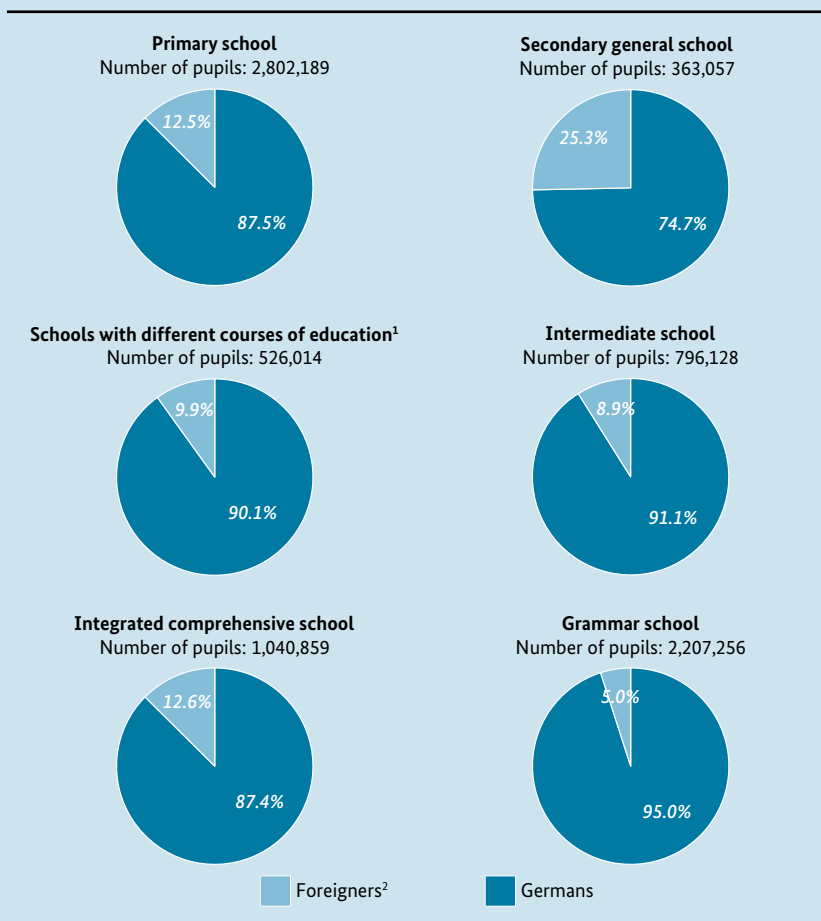 Primary school
Number of pupils: 2,802,189
12.5%
87.5%
Secondary general school
Number of pupils: 363,057
25.3%
74.7%
Schools with different courses of education¹
Number of pupils: 526,014
9.9%
90.1%
Intermediate school
Number of pupils: 796,128
8.9%
91.1%
Integrated comprehensive school
Number of pupils: 1,040,859
12.6%
87.4%
Grammar school
Number of pupils: 2,207,256
5.0%
95.0%
Foreigners²
Germans